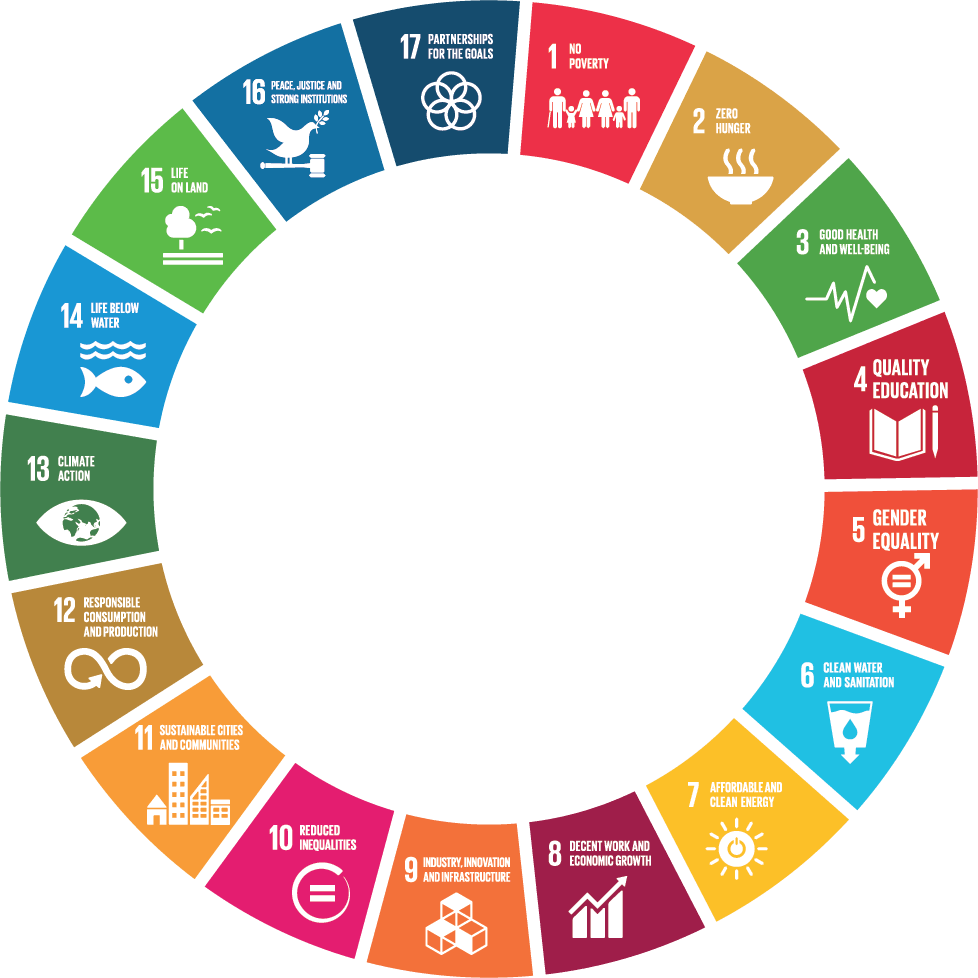 1 NO
POVERTY
2 ZERO
HUNGER
3 GOOD HEALTH
AND WELL-BEING
4 QUALITY
EDUCATION
5 GENDER
EQUALITY
6 CLEAN WATER
AND SANITATION
7 AFFORDABLE AND
CLEAN ENERGY
8 DECENT WORK AND
ECONOMIC GROWTH
9 INDUSTRY, INNOVATION
AND INFRASTRUCTURE
10 REDUCED
INEQUALITIES
11 SUSTAINABLE CITIES
AND COMMUNITIES
12 RESPONSIBLE
CONSUMPTION
AND PRODUCTION
13 CLIMATE
ACTION
14 LIFE BELOW
WATER
15 LIFE
ON LAND
16 PEACE, JUSTICE AND
STRONG INSTITUTIONS
17 PARTNERSHIPS
FOR THE GOALS